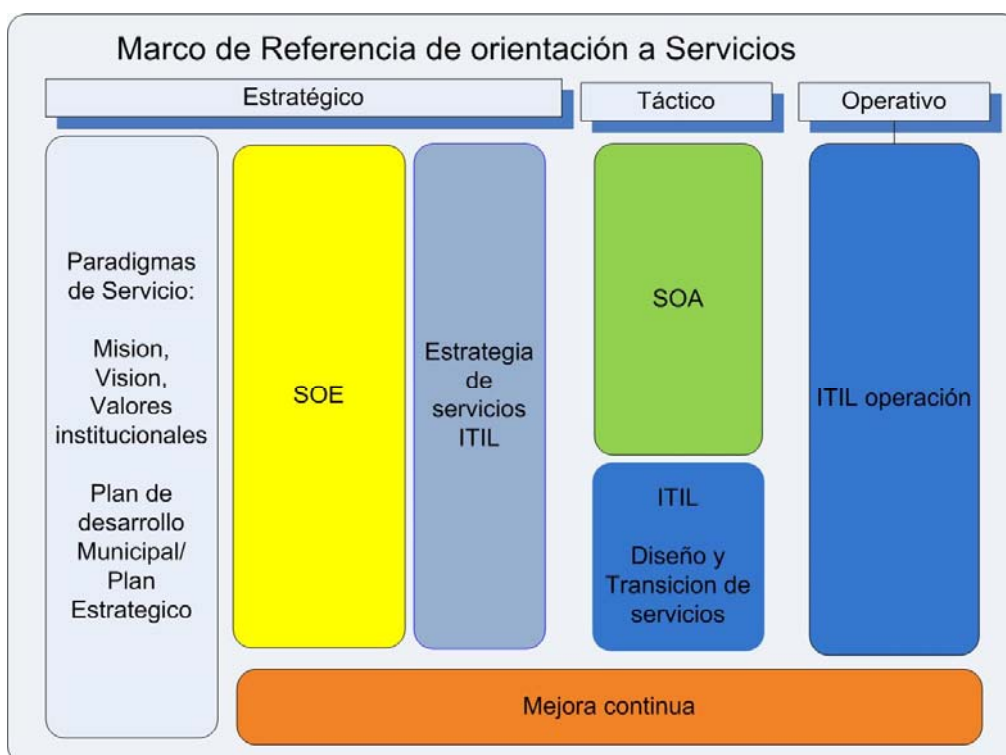 Marco de Referencia de orientación a Servicios
Estratégico
Táctico
Operativo
Paradigmas
de Servicio:
Mision,
Vision,
Valores
institucionales
Plan de
desarrollo
Municipal/
Plan
Estrategico
SOE
Estrategia
de
servicios
ITIL
SOA
ITIL
Diseño y
Transicion de
servicios
ITIL operación
Mejora continua